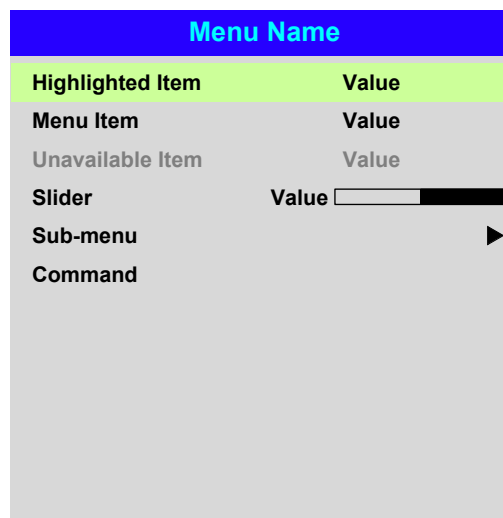 Menu Name
Highlighted Item Value
Menu Item Value
Unavailable Item Value
Slider Value
Sub-menu
Command